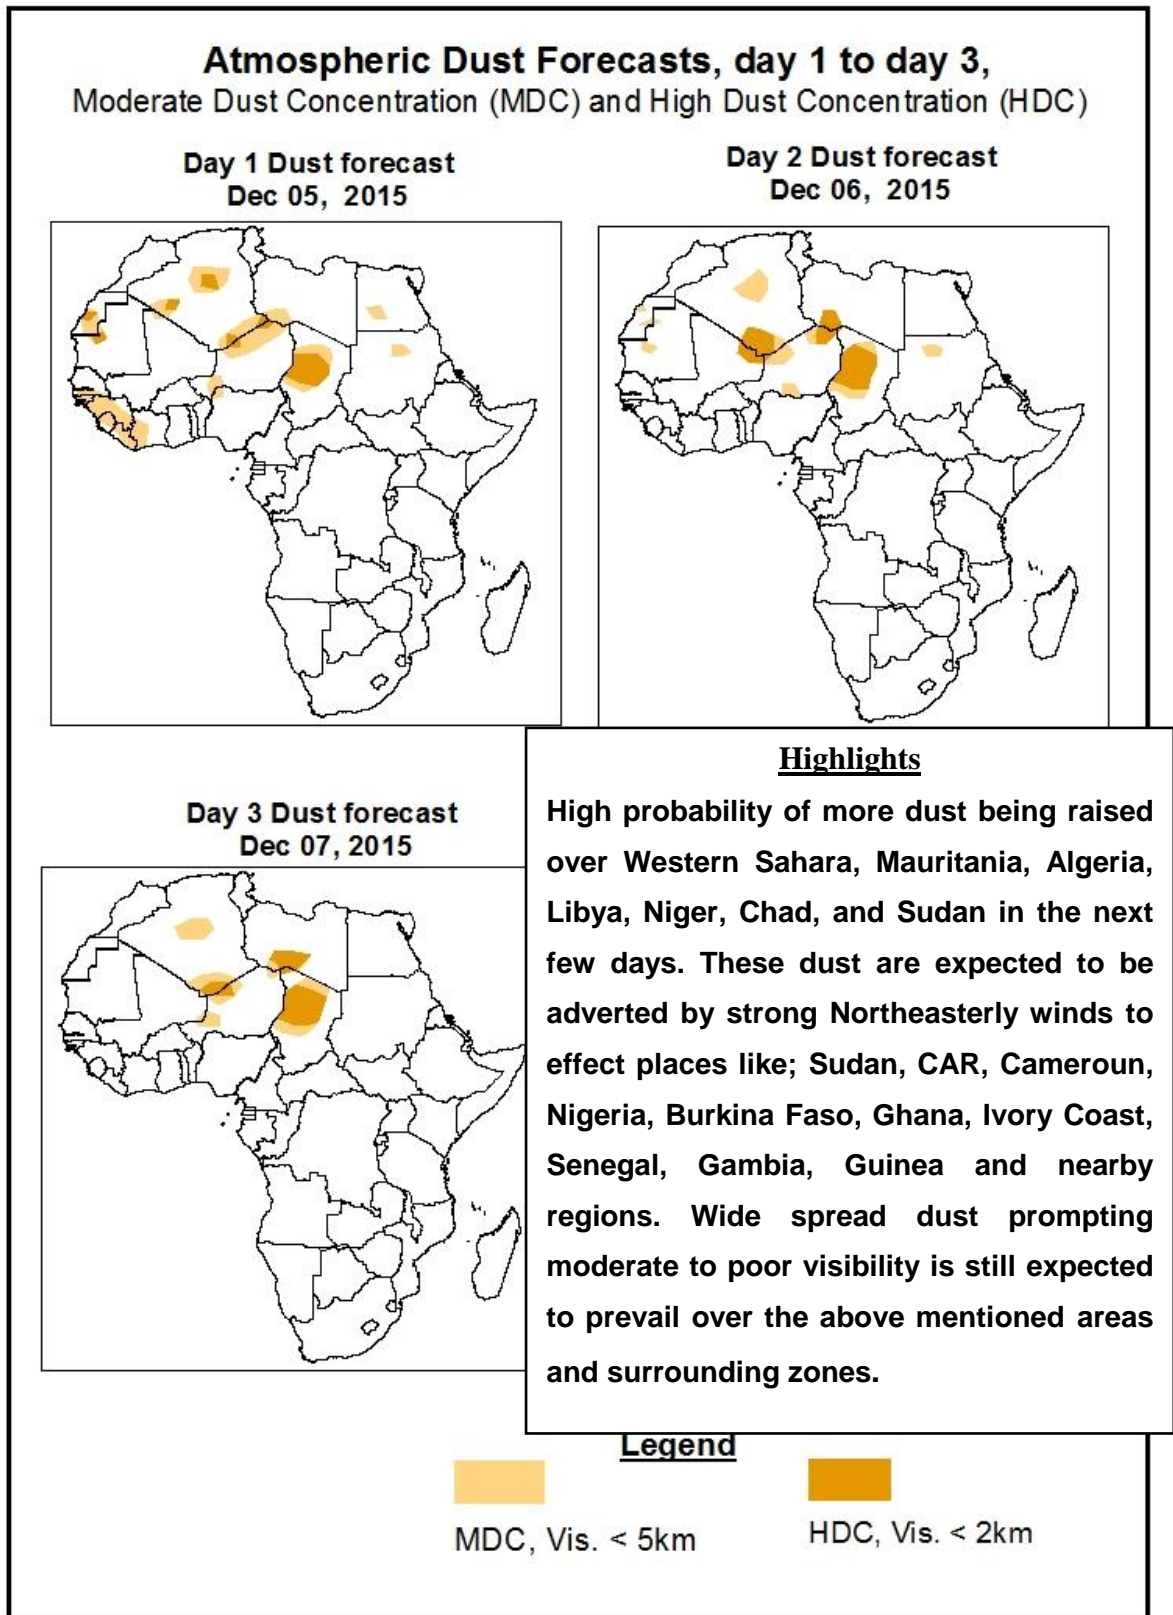 Atmospheric Dust Forecasts, day 1 to day 3,
Moderate Dust Concentration (MDC) and High Dust Concentration (HDC)
Day 1 Dust forecast
Dec 05, 2015
Day 2 Dust forecast
Dec 06, 2015
Day 3 Dust forecast
Dec 07, 2015
Highlights
High probability of more dust being raised
over Western Sahara, Mauritania, Algeria,
Libya, Niger, Chad, and Sudan in the next
few days. These dust are expected to be
adverted by strong Northeasterly winds to
effect places like; Sudan, CAR, Cameroun,
Nigeria, Burkina Faso, Ghana, Ivory Coast,
Senegal, Gambia, Guinea and nearby
regions. Wide spread dust prompting
moderate to poor visibility is still expected
to prevail over the above mentioned areas
and surrounding zones.
Legend
MDC, Vis. < 5km
HDC, Vis. < 2km